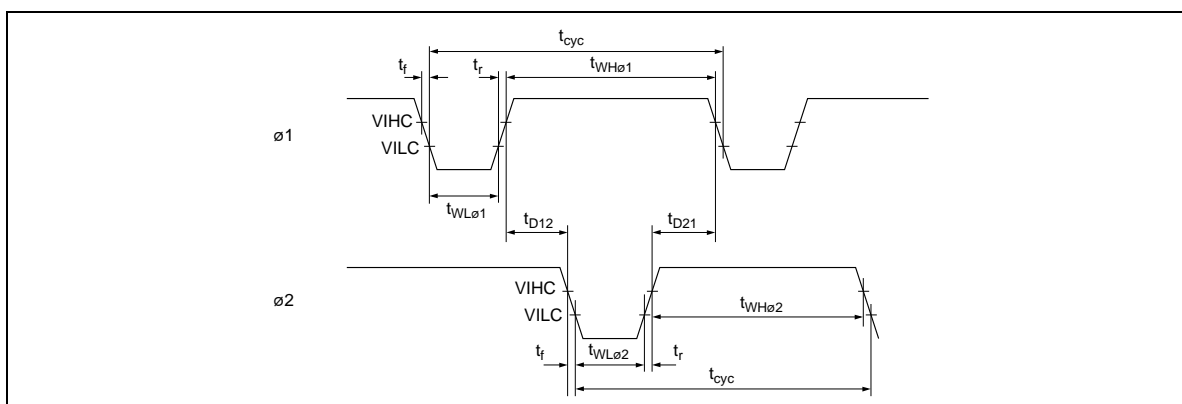 tcyc
tf tr tWHø1
ø1 VIHC
VILC
tWLø1
tD12 tD21
ø2 VIHC
VILC
tWHø2
tf tWLø2 tr
tcyc